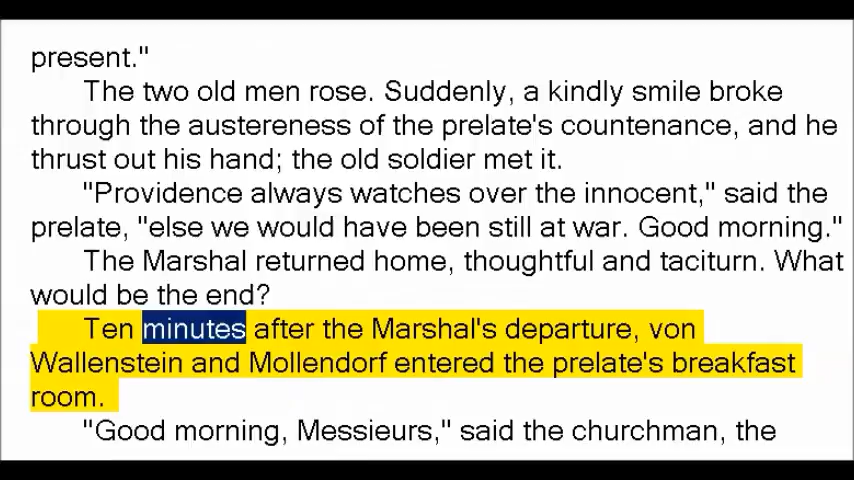 present."
The two old men rose. Suddenly, a kindly smile broke
through the austereness of the prelate's countenance, and he
thrust out his hand; the old soldier met it.
"Providence always watches over the innocent," said the
prelate, "else we would have been still at war. Good morning."
The Marshal returned home, thoughtful and taciturn. What
would be the end?
Ten minutes after the Marshal's departure, von
Wallenstein and Mollendorf entered the prelate's breakfast
room.
"Good morning, Messieurs," said the churchman, the